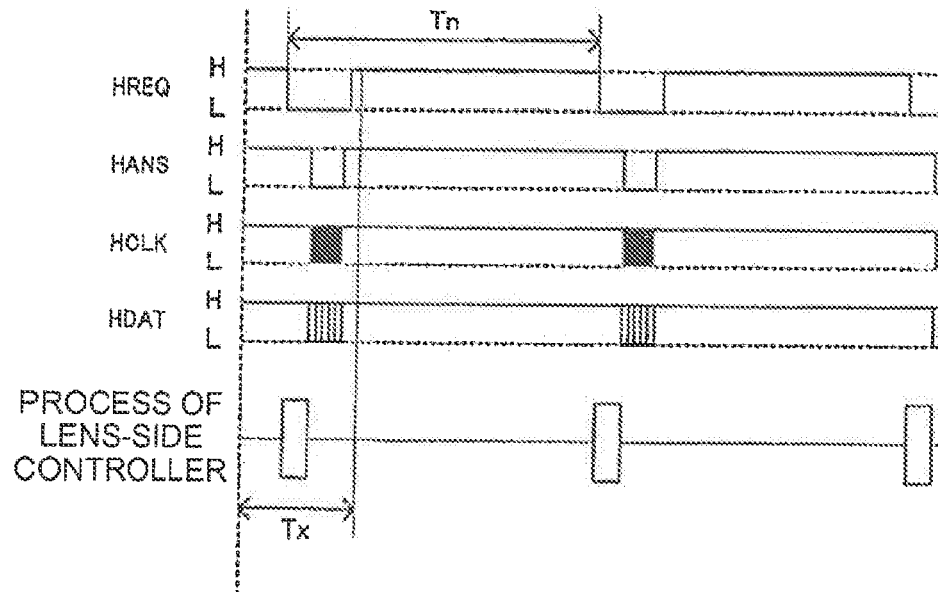 Tn
HREQ
H
L
HANS
H
L
HCLK
H
L
HDAT
H
L
PROCESS OF
LENS-SIDE
CONTROLLER
Tx